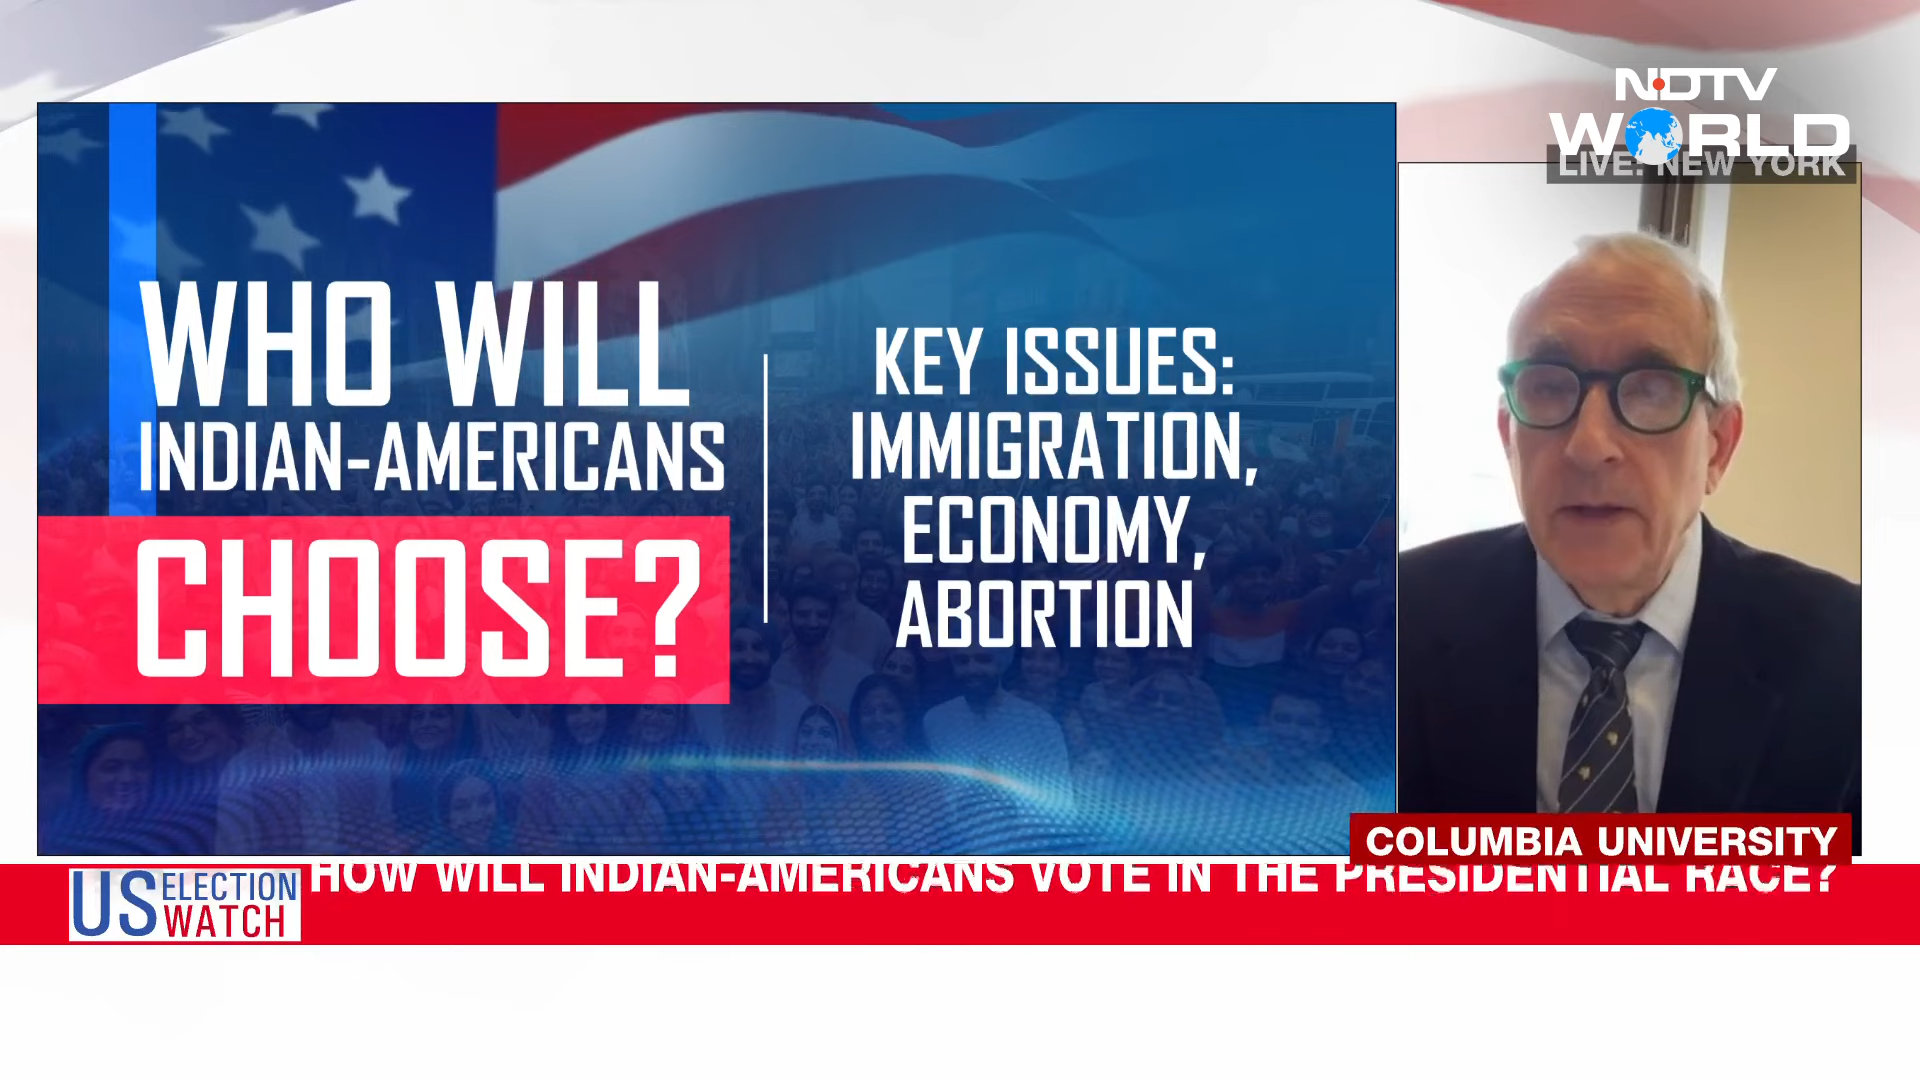 NDTV
WORLD
LIVE: NEW YORK
WHO WILL
INDIAN-AMERICANS
CHOOSE?
KEY ISSUES:
IMMIGRATION,
ECONOMY,
ABORTION
COLUMBIA UNIVERSITY
US ELECTION
WATCH
HOW WILL INDIAN-AMERICANS VOTE IN THE PRESIDENTIAL RACE?